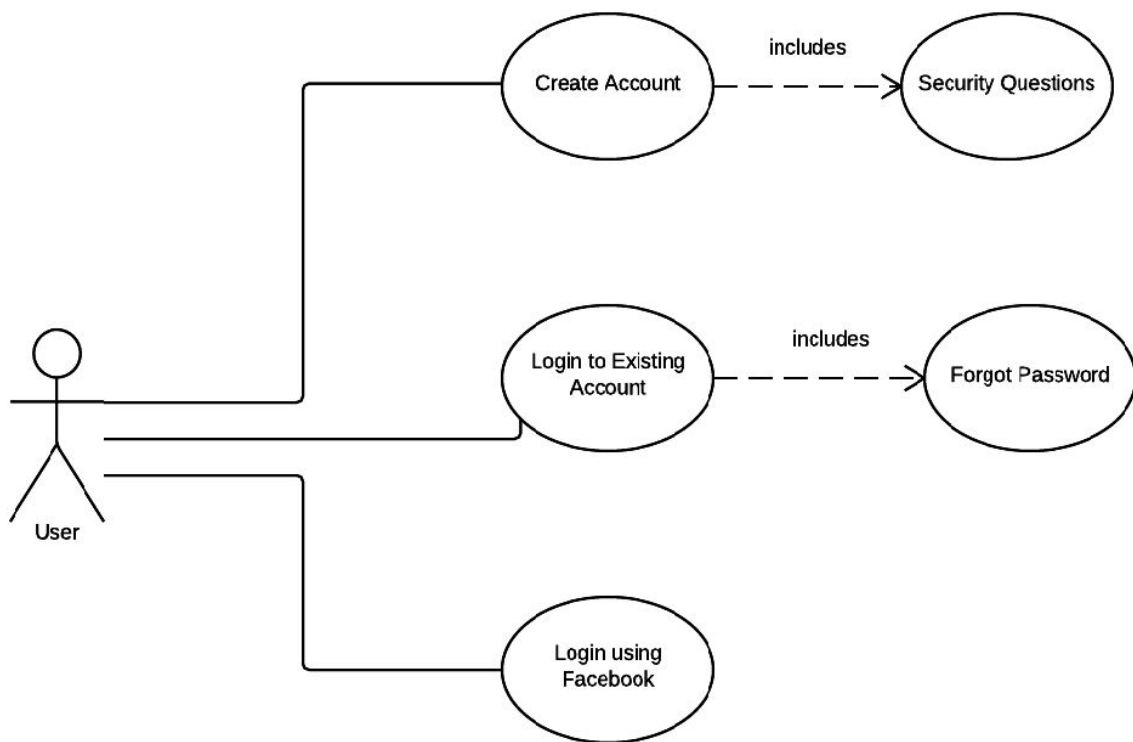 includes
Create Account
Security Questions
includes
Login to Existing
Account
Forgot Password
User
Login using
Facebook